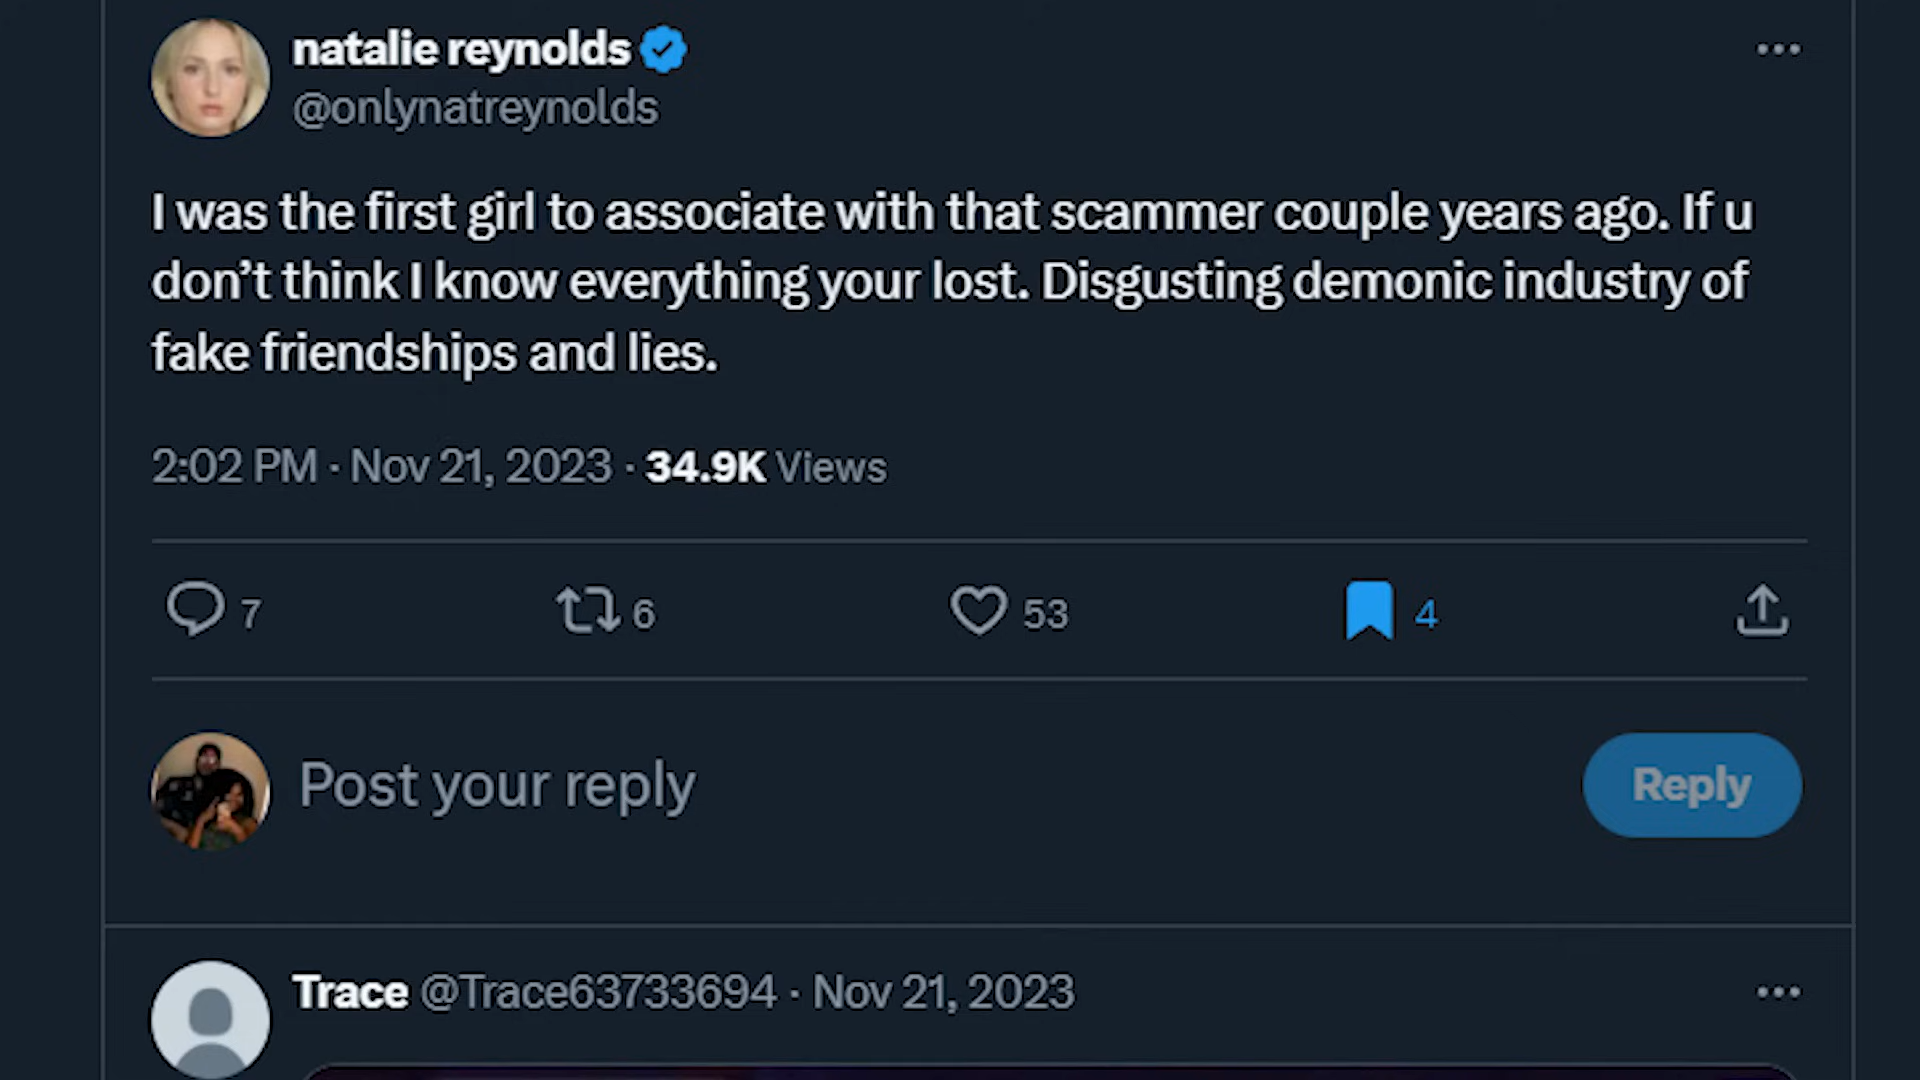 natalie reynolds
@onlynatreynolds
I was the first girl to associate with that scammer couple years ago. If u
don’t think I know everything your lost. Disgusting demonic industry of
fake friendships and lies.
2:02 PM · Nov 21, 2023 · 34.9K Views
7 6 53 4
Post your reply Reply
Trace @Trace63733694 · Nov 21, 2023